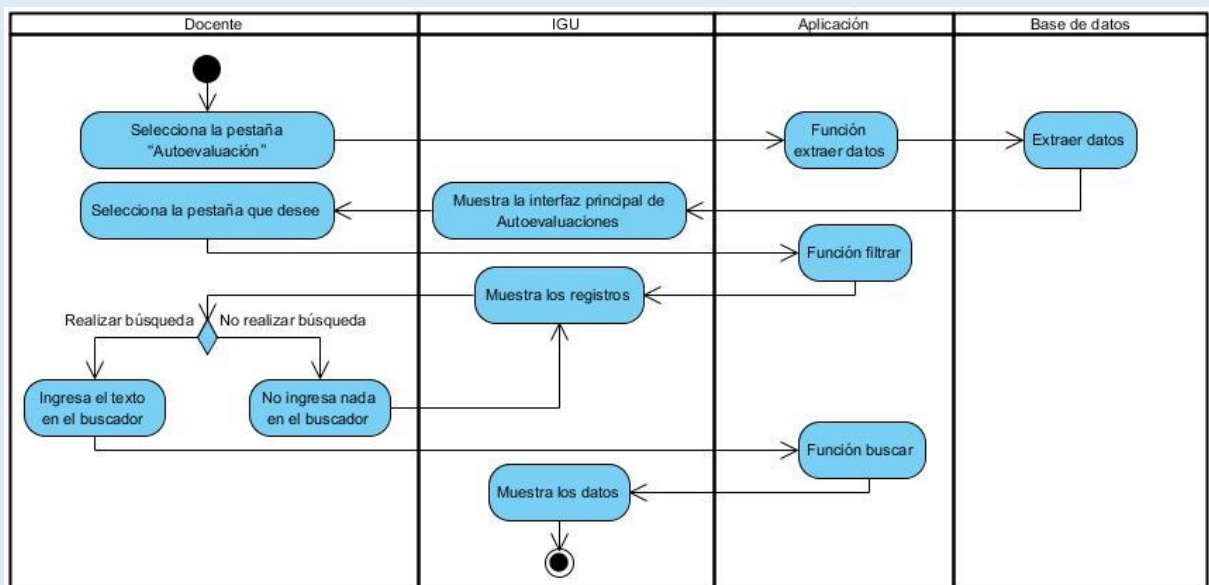 Docente
IGU
Aplicación
Base de datos
Selecciona la pestaña
“Autoevaluación”
Función
extraer datos
Extraer datos
Selecciona la pestaña que desee
Muestra la interfaz principal de
Autoevaluaciones
Función filtrar
Muestra los registros
Realizar búsqueda
No realizar búsqueda
Ingresa el texto
en el buscador
No ingresa nada
en el buscador
Función buscar
Muestra los datos